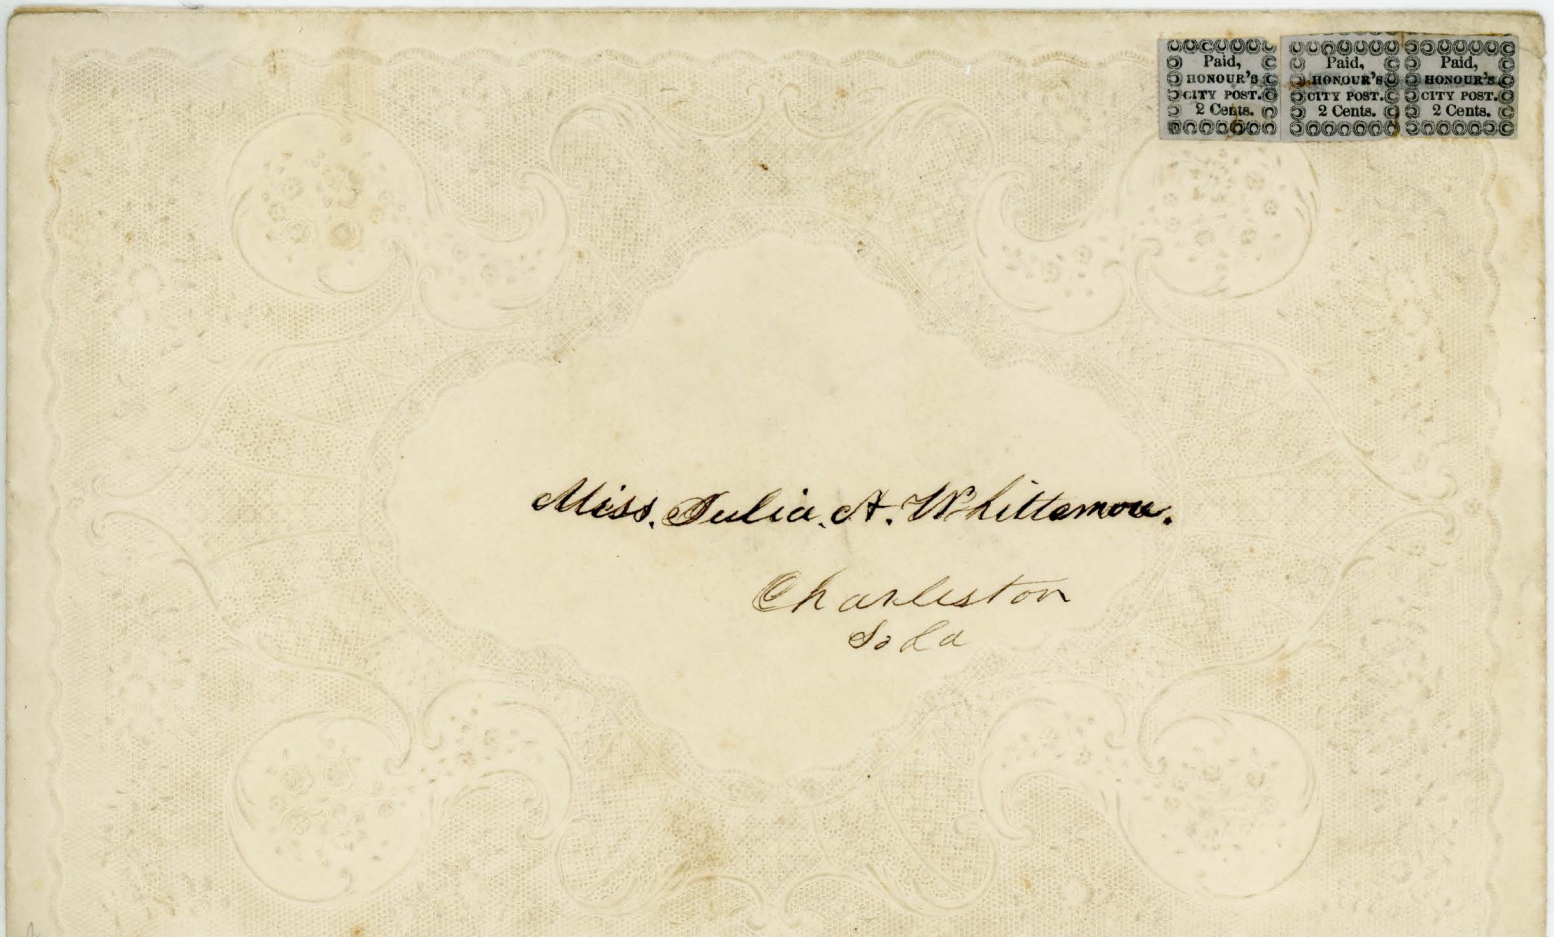 Paid,
HONOUR'S
CITY POST.
2 Cents.
Paid,
HONOUR'S
CITY POST.
2 Cents.
Paid,
HONOUR'S
CITY POST.
2 Cents.
Miss. Julia. A. Whittemore.
Charleston
So Ca